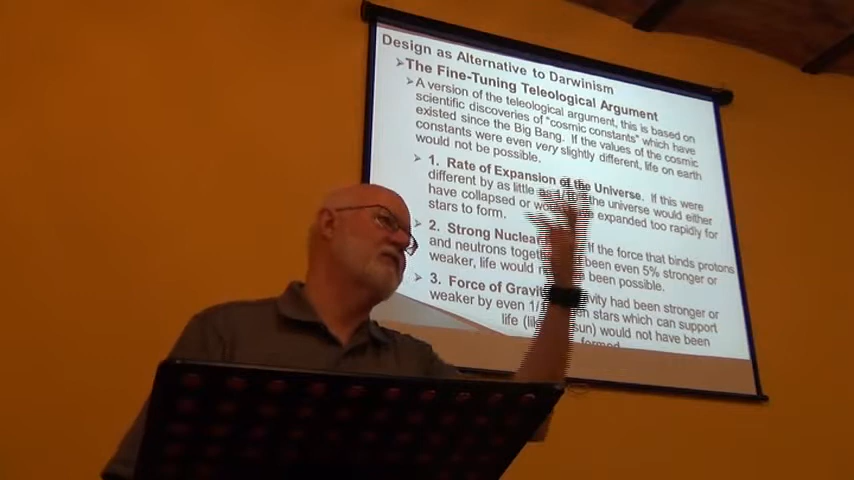 Design as Alternative to Darwinism
The Fine-Tuning Teleological Argument
A version of the teleological argument, this is based on
scientific discoveries of "cosmic constants" which have
existed since the Big Bang. If the values of the cosmic
constants were even very slightly different, life on earth
would not be possible.
1. Rate of Expansion of the Universe. If this were
different by as little as the universe would either
have collapsed or have expanded too rapidly for
stars to form.
2. Strong Nuclear If the force that binds protons
and neutrons been even 5% stronger or
weaker, life would been possible.
3. Force of had been stronger or
weaker by even stars which can support
life sun) would not have been
formed.